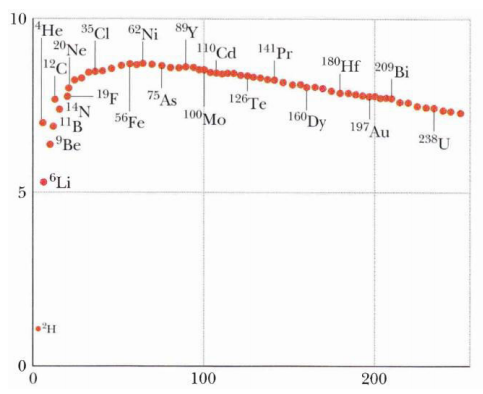 10
⁴He
³⁵Cl
⁶²Ni
⁸⁹Y
²⁰Ne
¹¹⁰Cd
¹⁴¹Pr
¹⁸⁰Hf
²⁰⁹Bi
¹²C
¹⁹F
⁷⁵As
¹²⁶Te
¹⁴N
⁵⁶Fe
¹⁰⁰Mo
¹⁶⁰Dy
¹⁹⁷Au
¹¹B
²³⁸U
⁹Be
⁶Li
5
²H
0
0
100
200